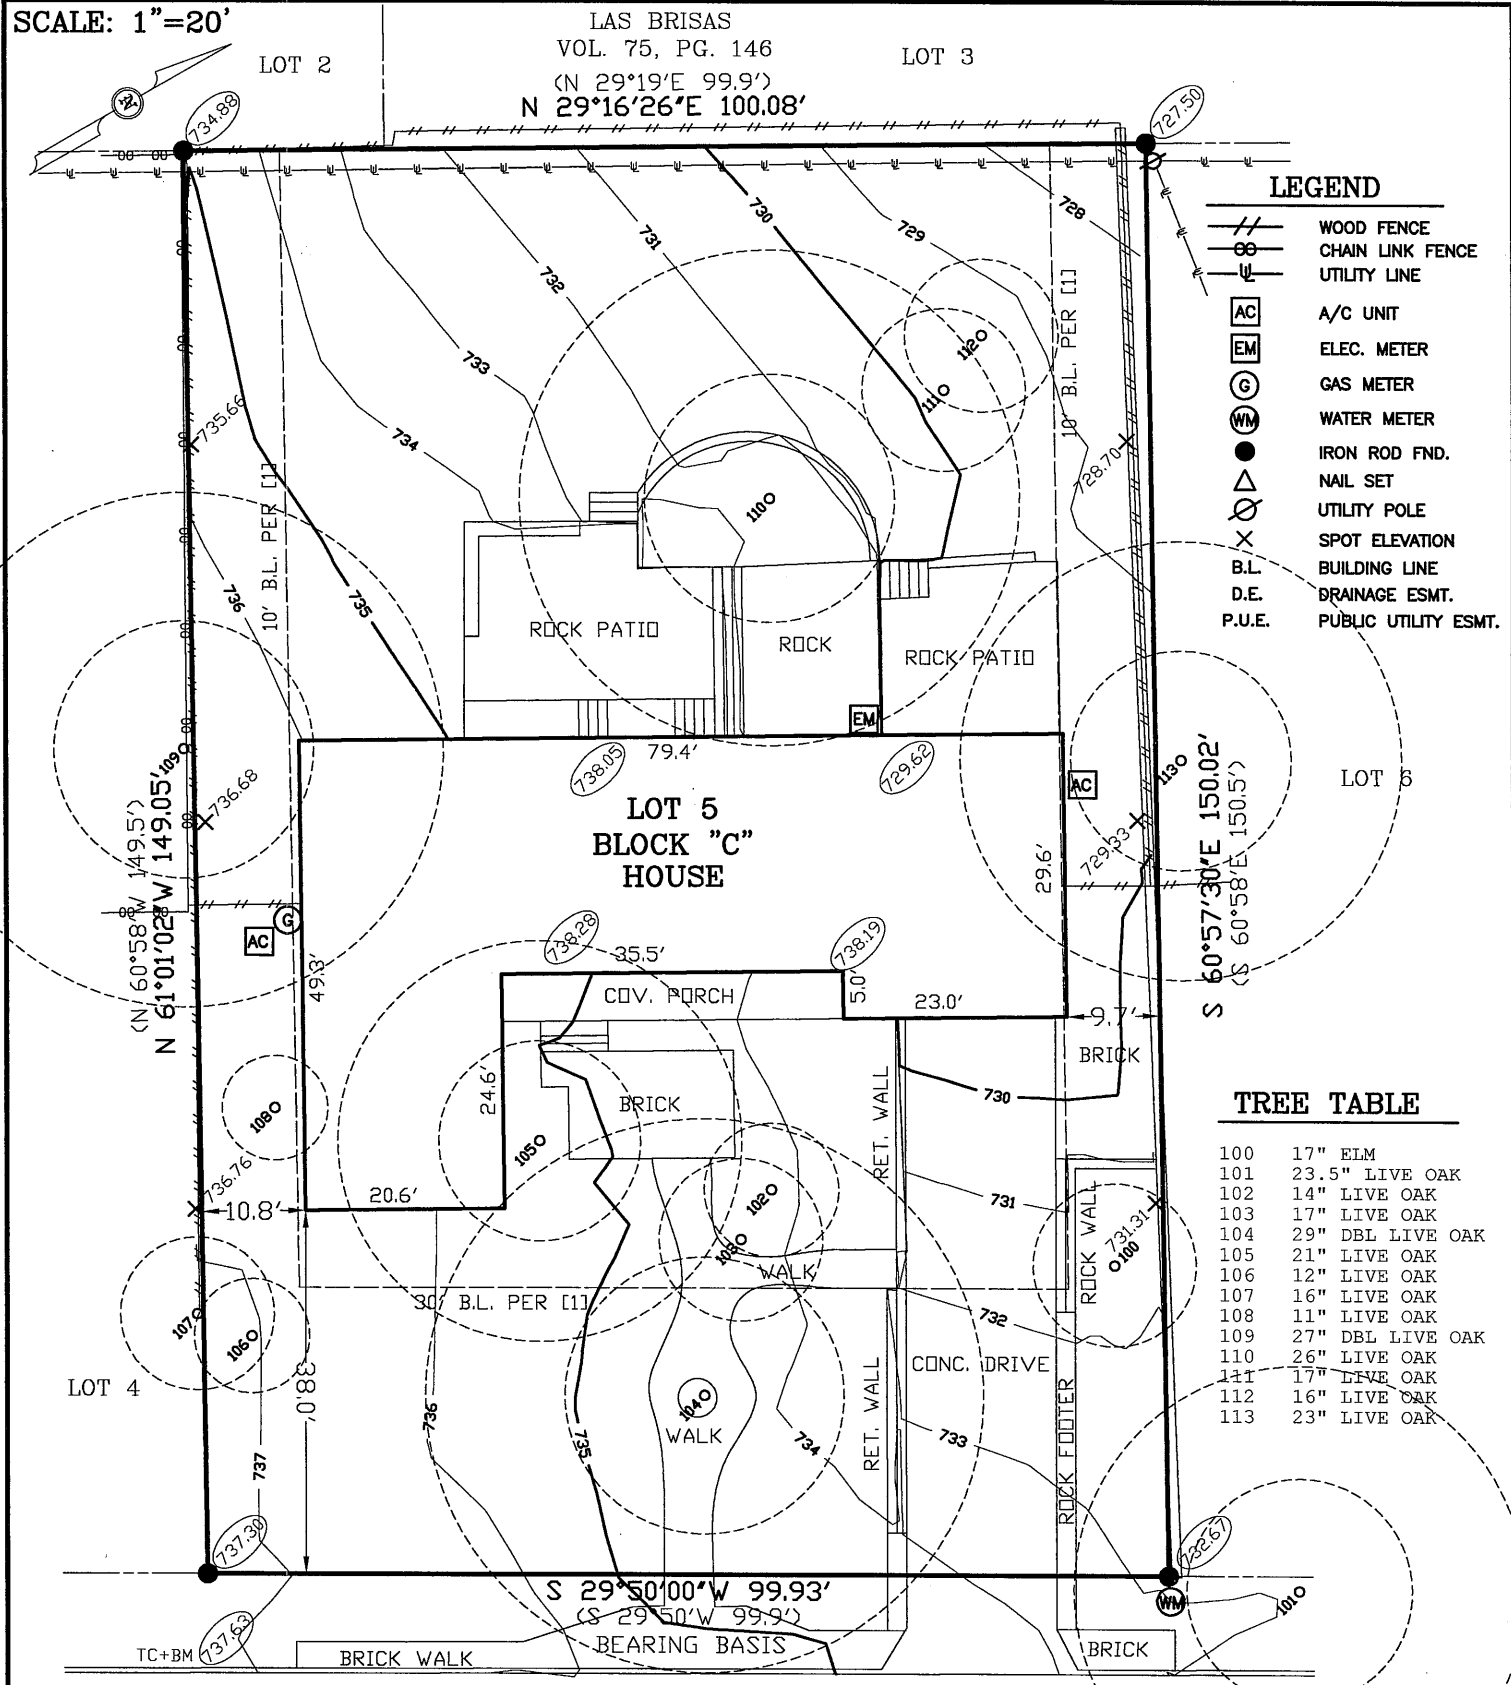 SCALE: 1"=20'
LAS BRISAS
VOL. 75, PG. 146
LOT 2
LOT 3
(N 29°19'E 99.9')
N 29°16'26"E 100.08'
N
734.88
727.50
LEGEND
WOOD FENCE
CHAIN LINK FENCE
UTILITY LINE
AC A/C UNIT
EM ELEC. METER
G GAS METER
WM WATER METER
IRON ROD FND.
NAIL SET
UTILITY POLE
SPOT ELEVATION
B.L. BUILDING LINE
D.E. DRAINAGE ESMT.
P.U.E. PUBLIC UTILITY ESMT.
728
729
730
731
732
733
734
735
736
10' B.L. PER [1]
10' B.L. PER [1]
735.66
728.70
112
111
110
ROCK PATIO
ROCK
ROCK PATIO
EM
79.4'
738.05
729.62
109
736.68
AC
113
729.33
LOT 6
LOT 5
BLOCK "C"
HOUSE
29.6'
(N 60°58'W 149.5')
N 61°01'02"W 149.05'
S 60°57'30"E 150.02'
(S 60°58'E 150.5')
G
AC
49.3'
738.28
738.19
35.5'
COV. PORCH
5.0'
23.0'
9.7'
BRICK
24.6'
BRICK
108
105
RET. WALL
730
736.76
10.8'
20.6'
102
103
WALK
731
ROCK WALL
731.31
100
30' B.L. PER [1]
732
TREE TABLE
100 17" ELM
101 23.5" LIVE OAK
102 14" LIVE OAK
103 17" LIVE OAK
104 29" DBL LIVE OAK
105 21" LIVE OAK
106 12" LIVE OAK
107 16" LIVE OAK
108 11" LIVE OAK
109 27" DBL LIVE OAK
110 26" LIVE OAK
111 17" LIVE OAK
112 16" LIVE OAK
113 23" LIVE OAK
107
106
LOT 4
38.0'
CONC. DRIVE
104
WALK
RET. WALL
ROCK FOOTER
737
736
735
734
733
737.30
732.67
WM
101
S 29°50'00"W 99.93'
(S 29°50'W 99.9')
BEARING BASIS
737.63
TC+BM
BRICK WALK
BRICK